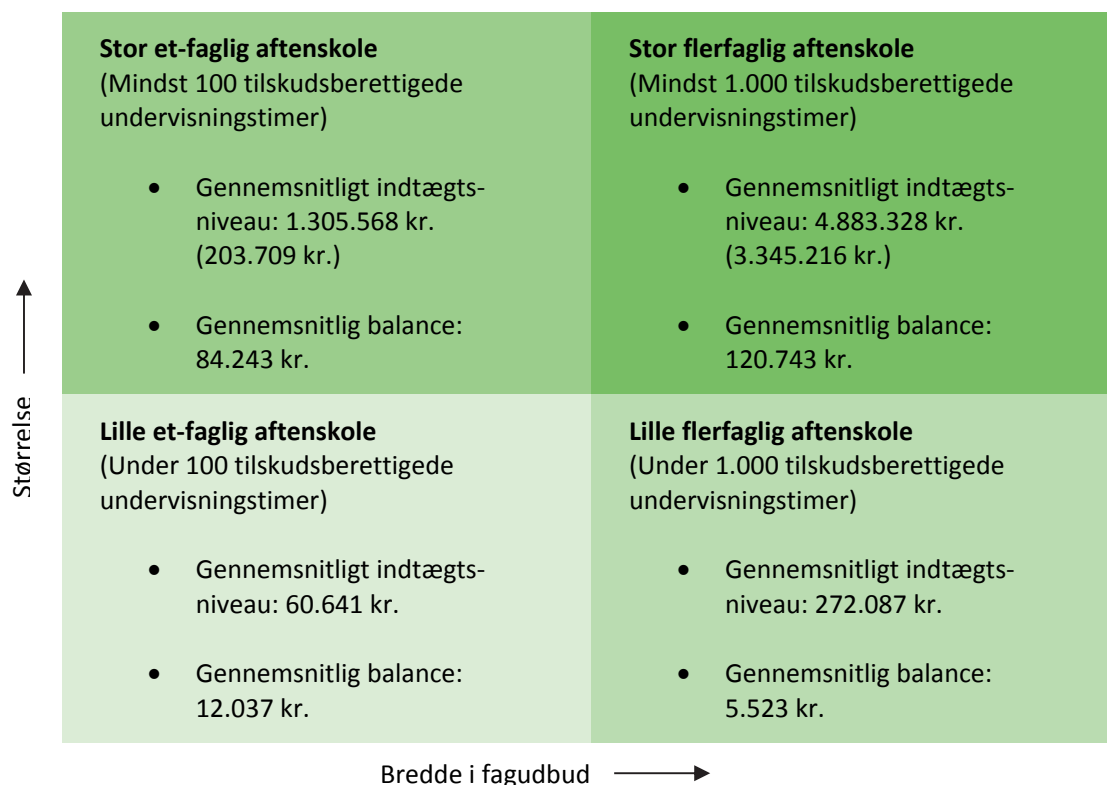 Stor et-faglig aftenskole
(Mindst 100 tilskudsberettigede
undervisningstimer)
• Gennemsnitligt indtægts-
niveau: 1.305.568 kr.
(203.709 kr.)
• Gennemsnitlig balance:
84.243 kr.
Stor flerfaglig aftenskole
(Mindst 1.000 tilskudsberettigede
undervisningstimer)
• Gennemsnitligt indtægts-
niveau: 4.883.328 kr.
(3.345.216 kr.)
• Gennemsnitlig balance:
120.743 kr.
Størrelse
Lille et-faglig aftenskole
(Under 100 tilskudsberettigede
undervisningstimer)
• Gennemsnitligt indtægts-
niveau: 60.641 kr.
• Gennemsnitlig balance:
12.037 kr.
Lille flerfaglig aftenskole
(Under 1.000 tilskudsberettigede
undervisningstimer)
• Gennemsnitligt indtægts-
niveau: 272.087 kr.
• Gennemsnitlig balance:
5.523 kr.
Bredde i fagudbud